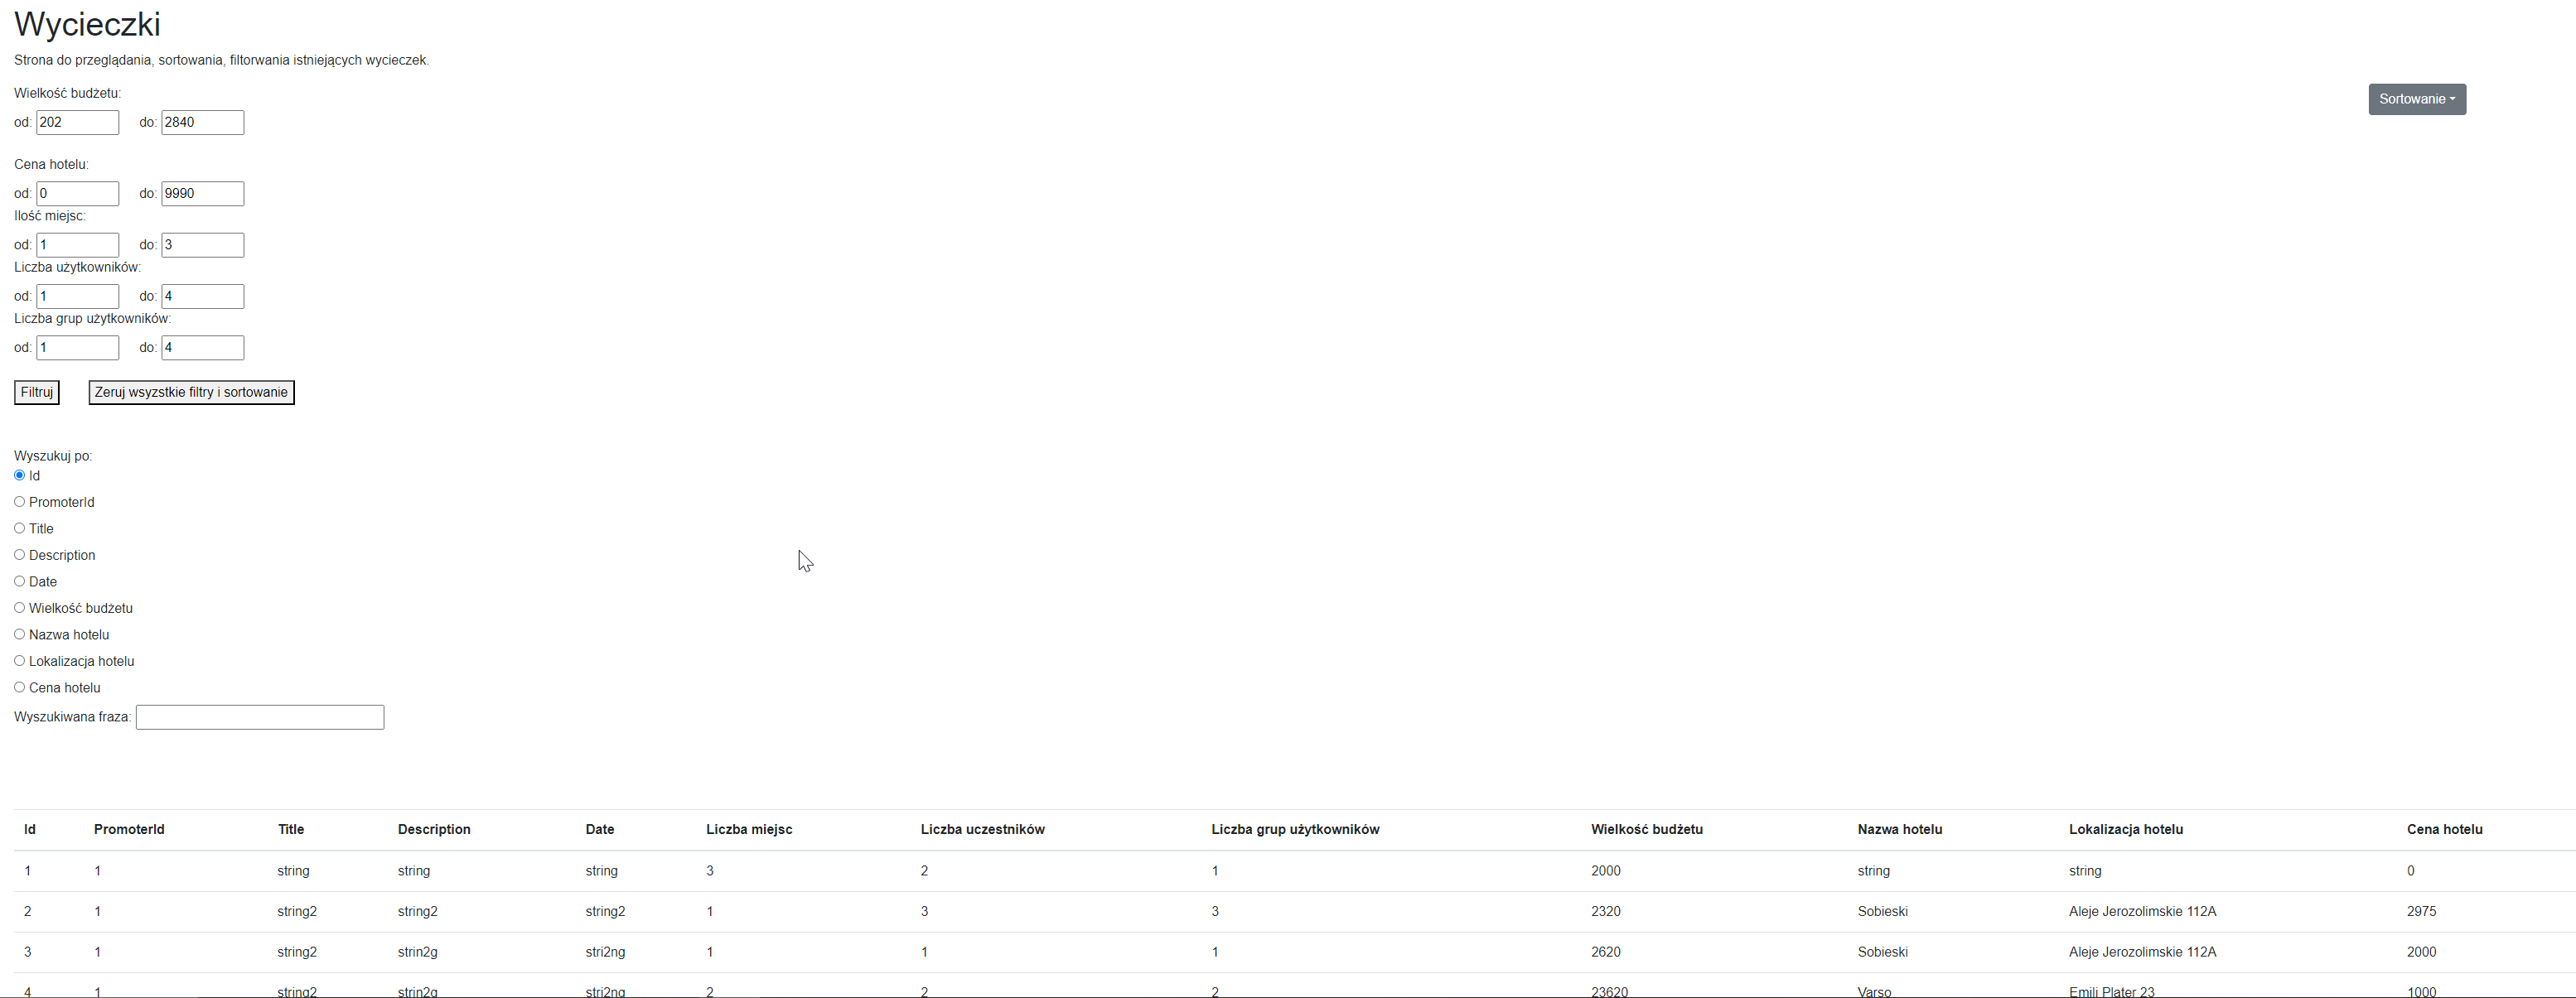 Wycieczki
Strona do przeglądania, sortowania, filtorwania istniejących wycieczek.
Wielkość budżetu:
Sortowanie
od: 202 do: 2840
Cena hotelu:
od: 0 do: 9990
Ilość miejsc:
od: 1 do: 3
Liczba użytkowników:
od: 1 do: 4
Liczba grup użytkowników:
od: 1 do: 4
Filtruj Zeruj wsyzstkie filtry i sortowanie
Wyszukuj po:
Id
PromoterId
Title
Description
Date
Wielkość budżetu
Nazwa hotelu
Lokalizacja hotelu
Cena hotelu
Wyszukiwana fraza:
Id PromoterId Title Description Date Liczba miejsc Liczba uczestników Liczba grup użytkowników Wielkość budżetu Nazwa hotelu Lokalizacja hotelu Cena hotelu
1 1 string string string 3 2 1 2000 string string 0
2 1 string2 string2 string2 1 3 3 2320 Sobieski Aleje Jerozolimskie 112A 2975
3 1 string2 strin2g stri2ng 1 1 1 2620 Sobieski Aleje Jerozolimskie 112A 2000
4 1 string2 strin2g stri2ng 2 2 2 23620 Varso Emili Plater 23 1000